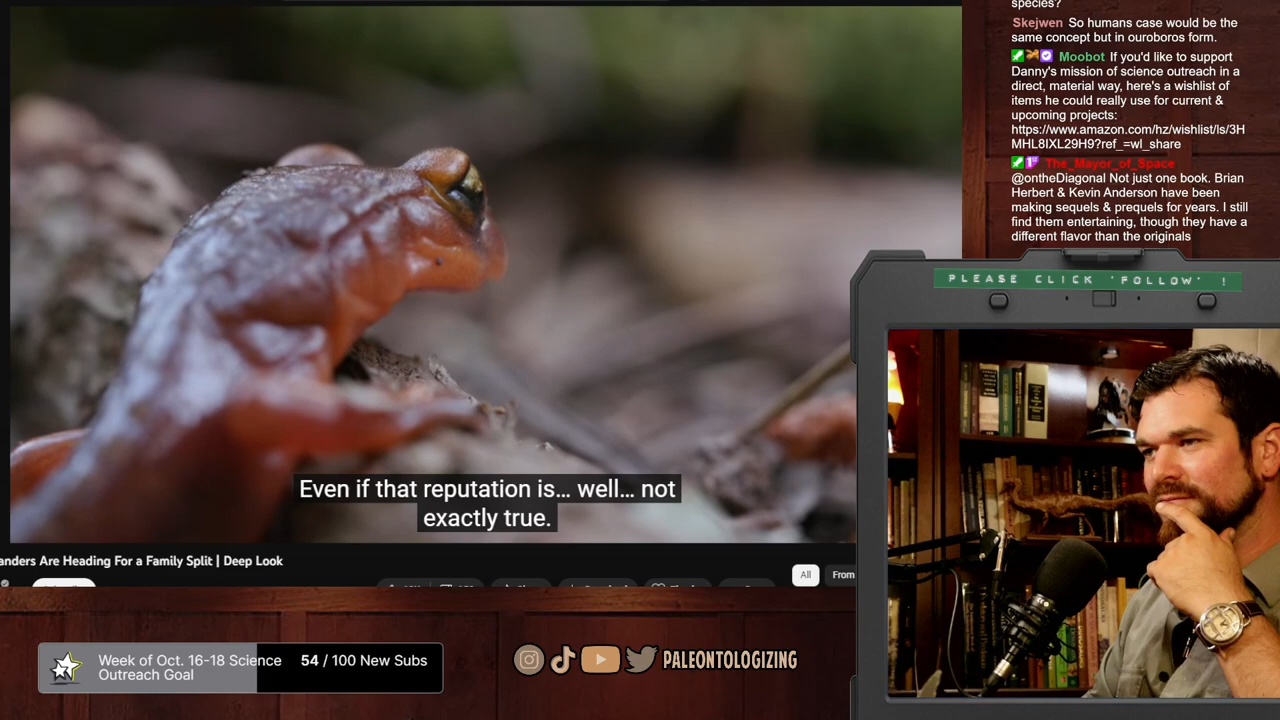 species?
Skejwen So humans case would be the
same concept but in ouroboros form.
Moobot If you'd like to support
Danny's mission of science outreach in a
direct, material way, here's a wishlist of
items he could really use for current &
upcoming projects:
https://www.amazon.com/hz/wishlist/ls/3H
MHL8IXL29H9?ref_=wl_share
The_Mayor_of_Space
@ontheDiagonal Not just one book. Brian
Herbert & Kevin Anderson have been
making sequels & prequels for years. I still
find them entertaining, though they have a
different flavor than the originals
PLEASE CLICK 'FOLLOW' !
Even if that reputation is... well... not
exactly true.
anders Are Heading For a Family Split | Deep Look
All
From
Week of Oct. 16-18 Science
Outreach Goal
54 / 100 New Subs
PALEONTOLOGIZING